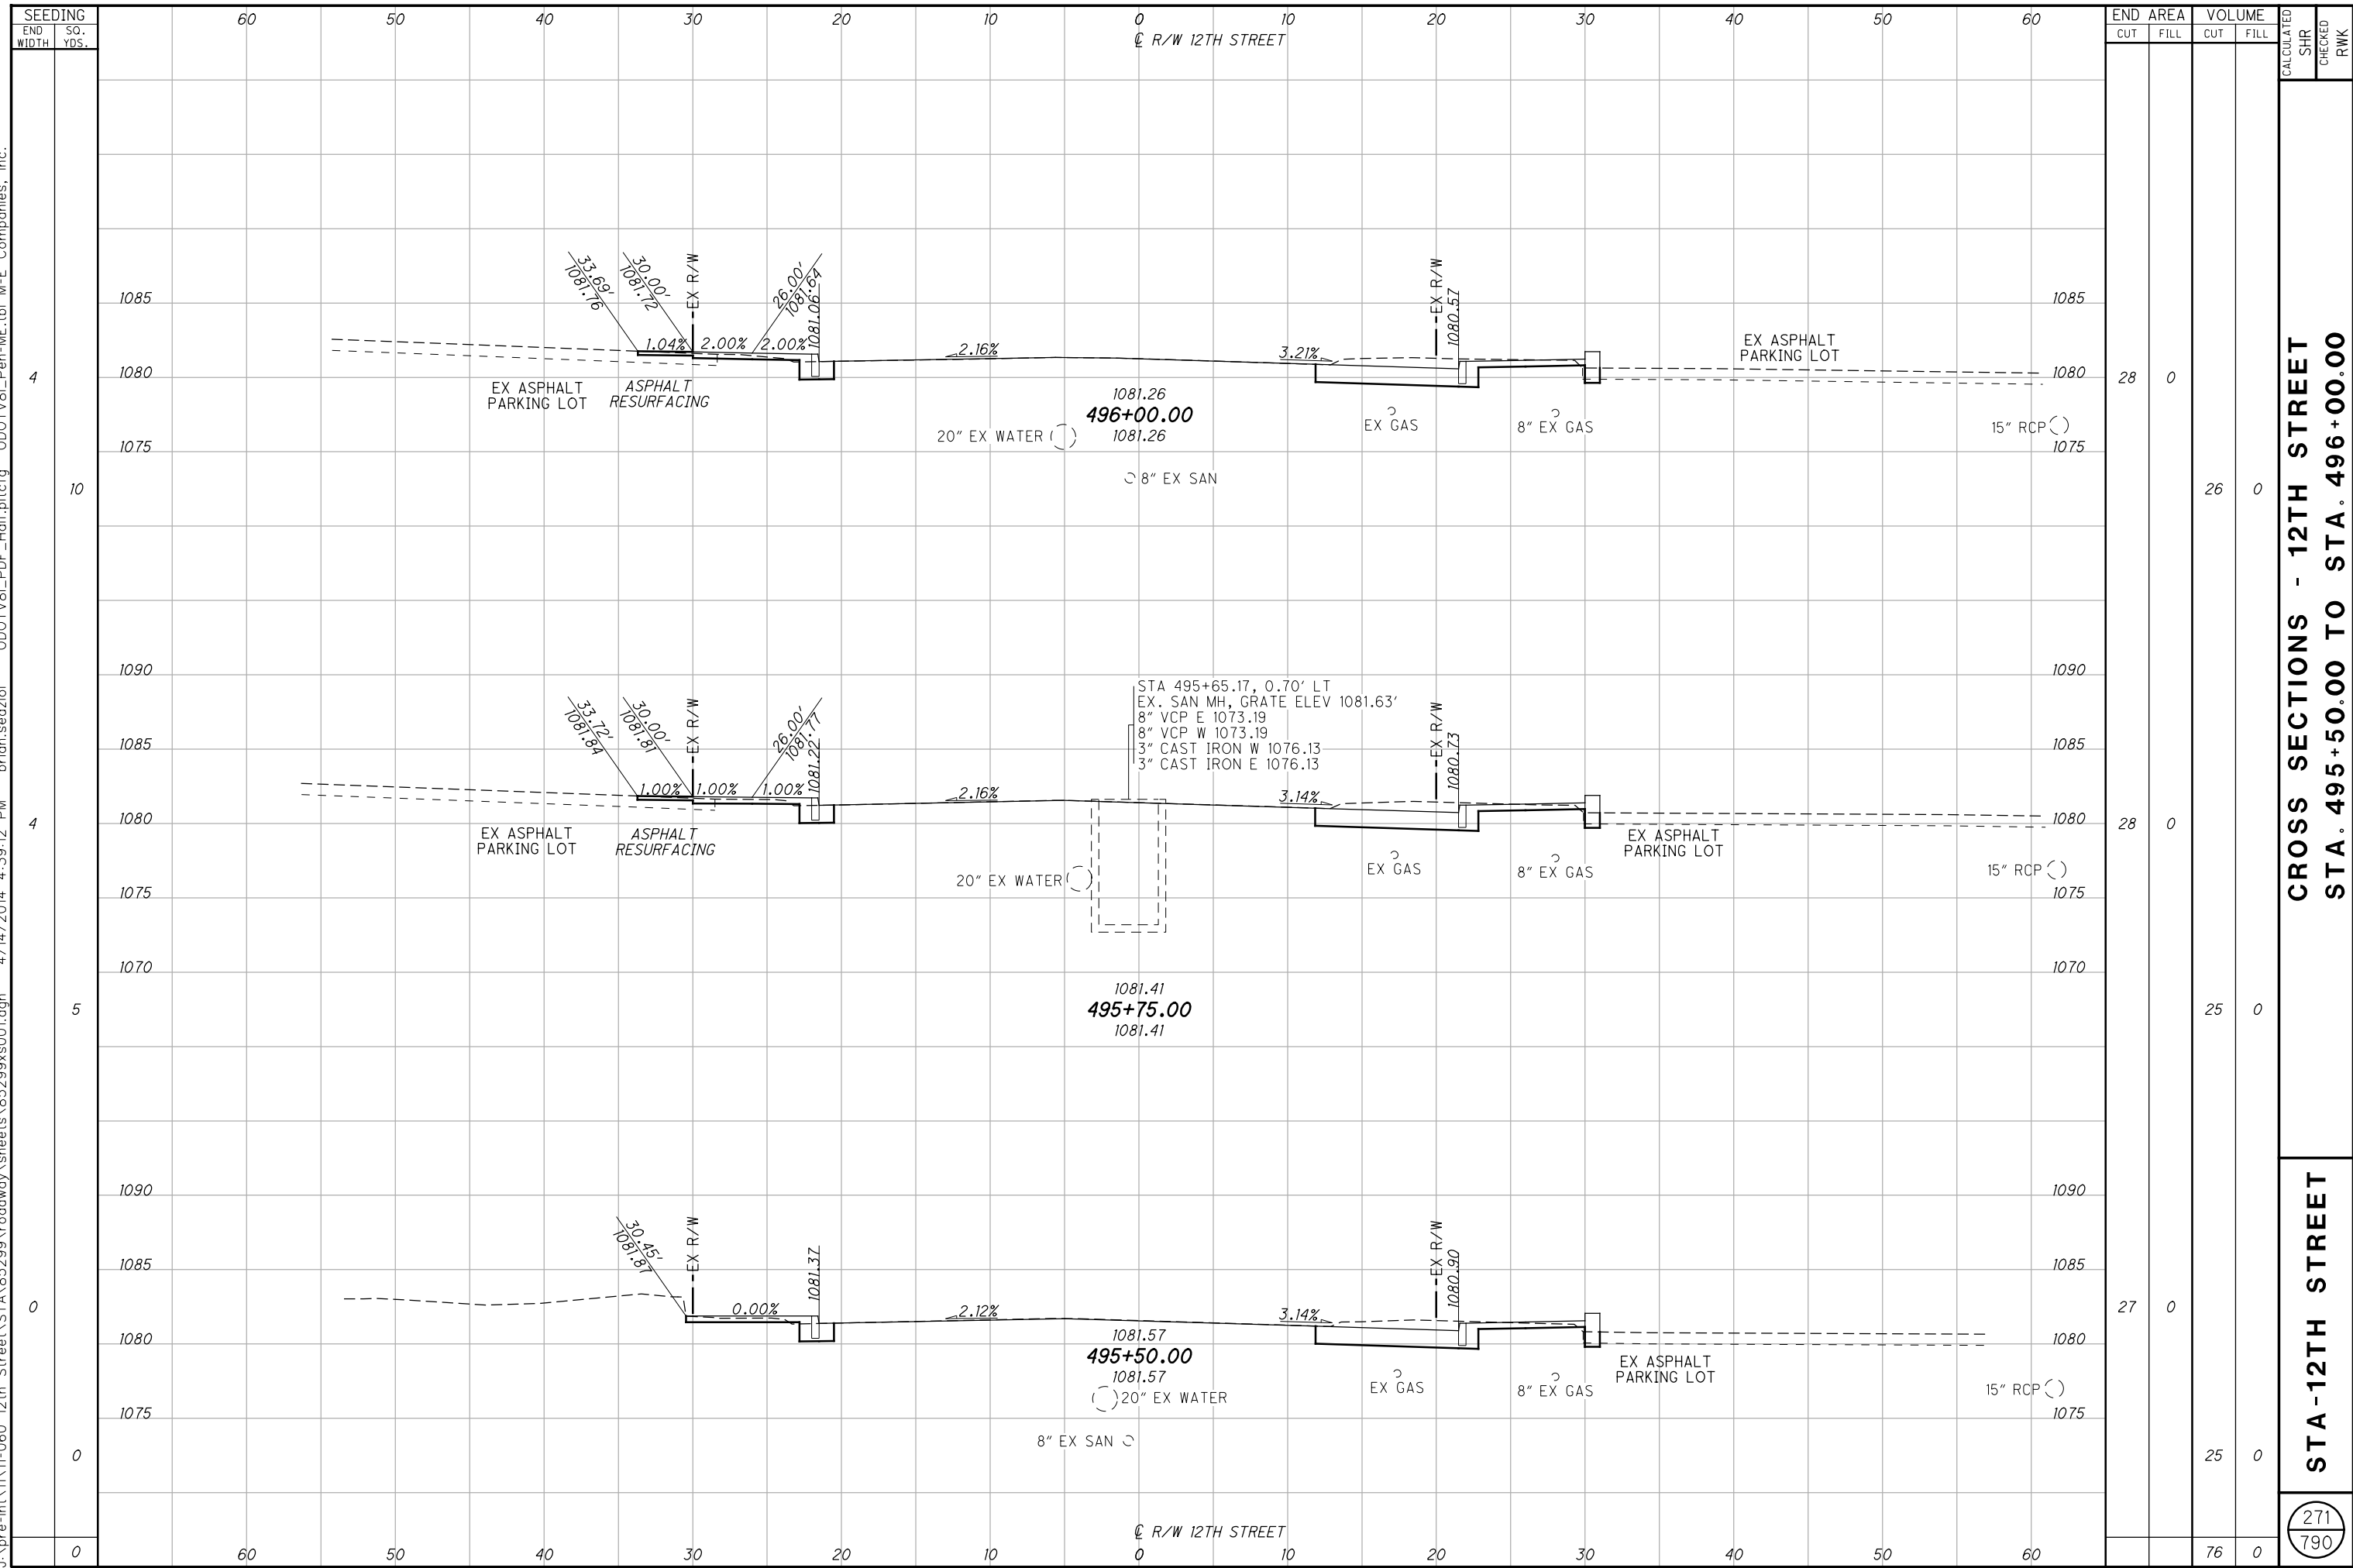 SEEDING
END WIDTH
SQ. YDS.
60 50 40 30 20 10 0 10 20 30 40 50 60
℄ R/W 12TH STREET
END AREA VOLUME
CUT FILL CUT FILL
CALCULATED
SHR
CHECKED
RWK
33.69'
1081.76
30.00'
1081.72
EX R/W
26.00'
1081.64
1081.06
EX R/W
1080.57
1085
1085
1.04% 2.00% 2.00%
2.16%
3.21%
EX ASPHALT
PARKING LOT
4
1080
1080
28 0
EX ASPHALT
PARKING LOT
ASPHALT
RESURFACING
1081.26
496+00.00
1081.26
20" EX WATER
EX GAS
8" EX GAS
15" RCP
1075
1075
8" EX SAN
10
26 0
1090
1090
STA 495+65.17, 0.70' LT
EX. SAN MH, GRATE ELEV 1081.63'
8" VCP E 1073.19
8" VCP W 1073.19
3" CAST IRON W 1076.13
3" CAST IRON E 1076.13
33.72'
1081.84
30.00'
1081.81
EX R/W
26.00'
1081.77
1081.22
EX R/W
1080.73
1085
1085
1.00% 1.00% 1.00%
2.16%
3.14%
4
1080
1080
28 0
EX ASPHALT
PARKING LOT
ASPHALT
RESURFACING
EX ASPHALT
PARKING LOT
20" EX WATER
EX GAS
8" EX GAS
15" RCP
1075
1075
1070
1070
1081.41
495+75.00
1081.41
5
25 0
1090
1090
30.45'
1081.87
EX R/W
1081.37
EX R/W
1080.90
1085
1085
0
0.00%
2.12%
3.14%
27 0
1080
1080
1081.57
495+50.00
1081.57
EX ASPHALT
PARKING LOT
20" EX WATER
EX GAS
8" EX GAS
15" RCP
1075
1075
8" EX SAN
0
25 0
℄ R/W 12TH STREET
0
60 50 40 30 20 10 0 10 20 30 40 50 60
76 0
CROSS SECTIONS - 12TH STREET
STA. 495+50.00 TO STA. 496+00.00
STA-12TH STREET
271
790
4/14/2014 4:39:12 PM